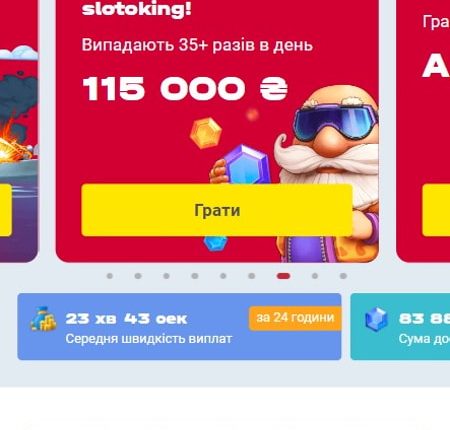 slotoking!
Випадають 35+ разів в день
115 000 ₴
Грати
Гра
23 хв 43 сек
за 24 години
Середня швидкість виплат
83 88
Сума до